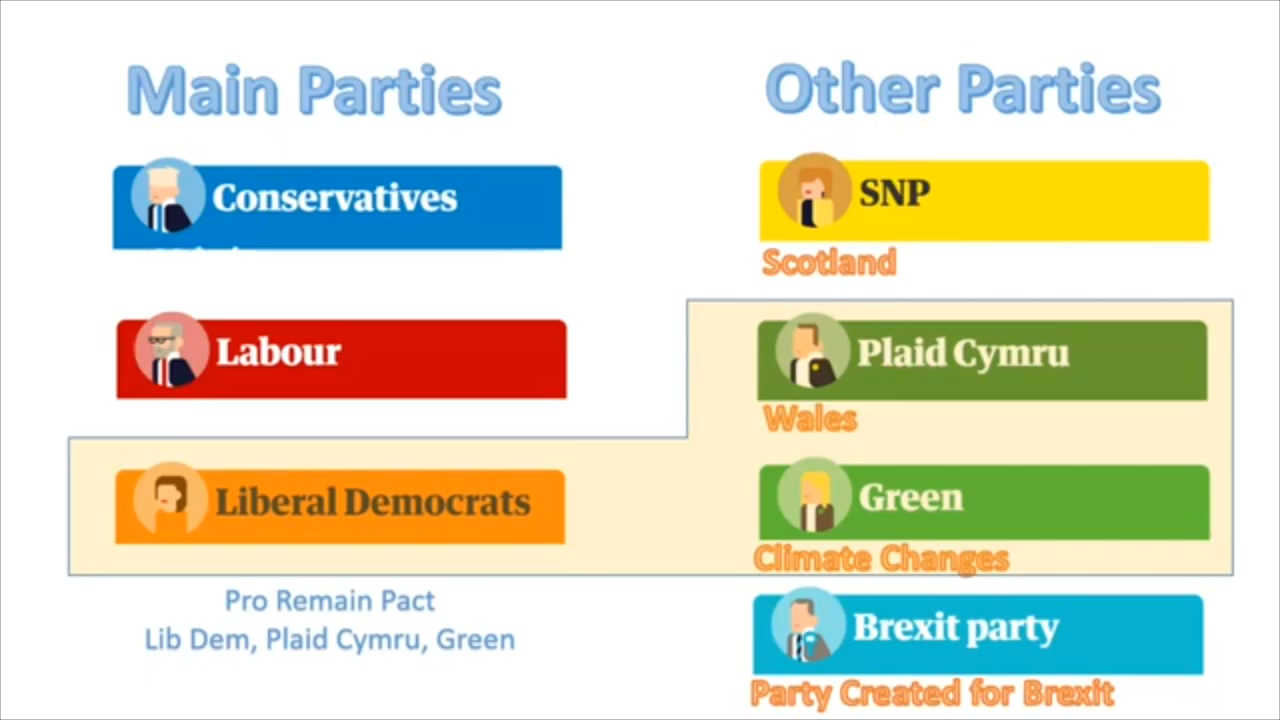 Main Parties
Conservatives
Labour
Liberal Democrats
Pro Remain Pact
Lib Dem, Plaid Cymru, Green
Other Parties
SNP
Scotland
Plaid Cymru
Wales
Green
Climate Changes
Brexit party
Party Created for Brexit